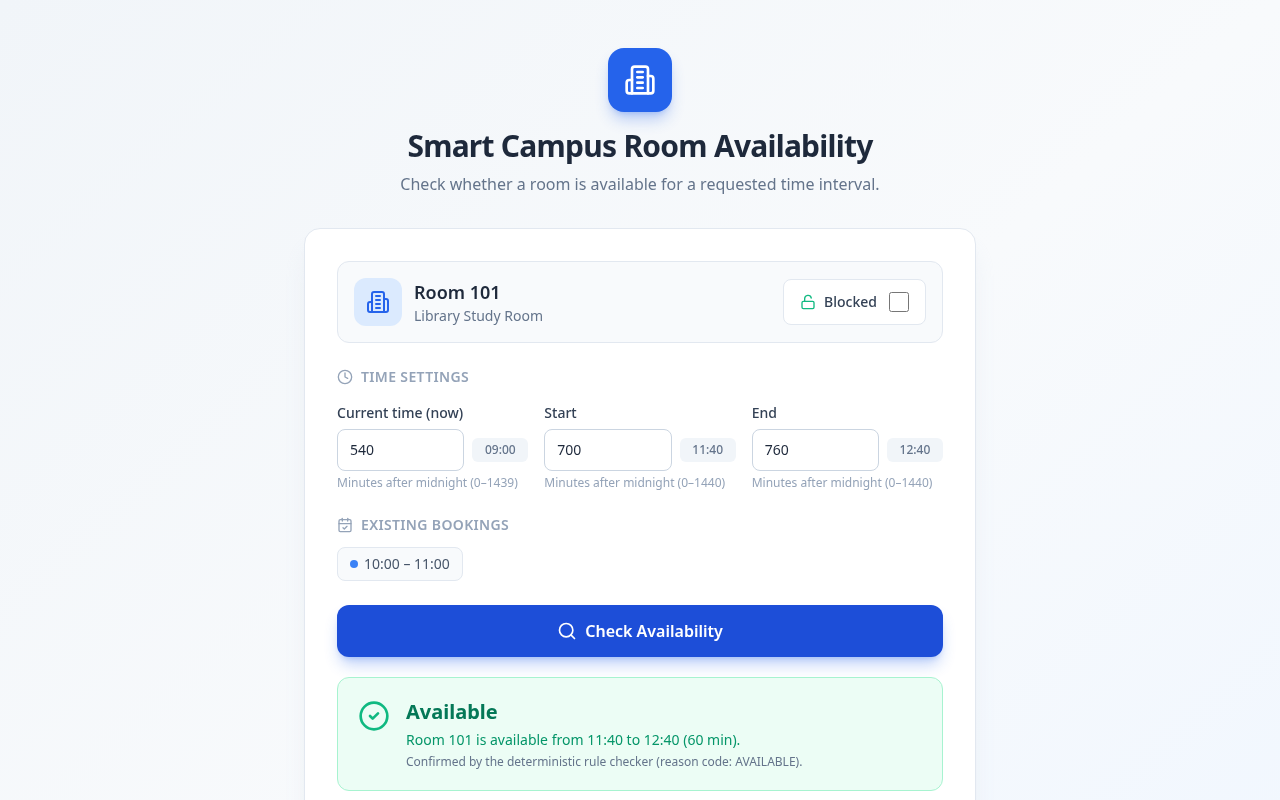 Smart Campus Room Availability
Check whether a room is available for a requested time interval.
Room 101
Library Study Room
Blocked
TIME SETTINGS
Current time (now)
540
09:00
Minutes after midnight (0–1439)
Start
700
11:40
Minutes after midnight (0–1440)
End
760
12:40
Minutes after midnight (0–1440)
EXISTING BOOKINGS
10:00 – 11:00
Check Availability
Available
Room 101 is available from 11:40 to 12:40 (60 min).
Confirmed by the deterministic rule checker (reason code: AVAILABLE).